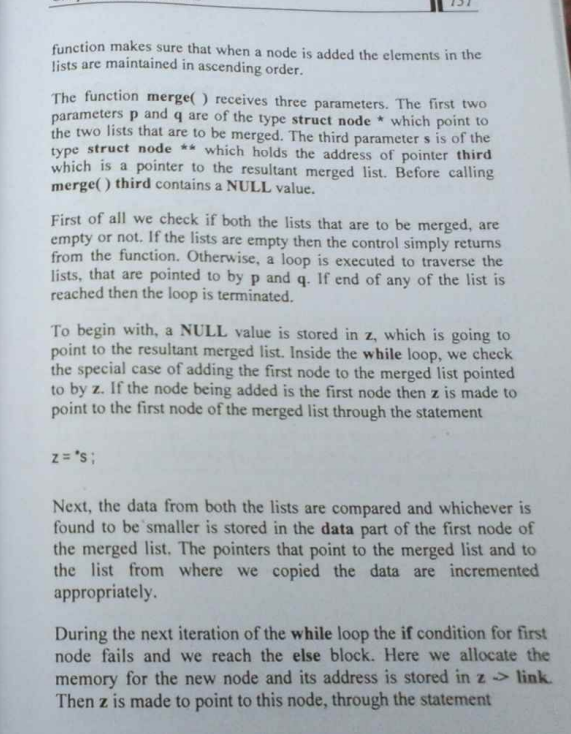 151
function makes sure that when a node is added the elements in the
lists are maintained in ascending order.
The function merge( ) receives three parameters. The first two
parameters p and q are of the type struct node * which point to
the two lists that are to be merged. The third parameter s is of the
type struct node ** which holds the address of pointer third
which is a pointer to the resultant merged list. Before calling
merge( ) third contains a NULL value.
First of all we check if both the lists that are to be merged, are
empty or not. If the lists are empty then the control simply returns
from the function. Otherwise, a loop is executed to traverse the
lists, that are pointed to by p and q. If end of any of the list is
reached then the loop is terminated.
To begin with, a NULL value is stored in z, which is going to
point to the resultant merged list. Inside the while loop, we check
the special case of adding the first node to the merged list pointed
to by z. If the node being added is the first node then z is made to
point to the first node of the merged list through the statement
z = *s ;
Next, the data from both the lists are compared and whichever is
found to be smaller is stored in the data part of the first node of
the merged list. The pointers that point to the merged list and to
the list from where we copied the data are incremented
appropriately.
During the next iteration of the while loop the if condition for first
node fails and we reach the else block. Here we allocate the
memory for the new node and its address is stored in z -> link.
Then z is made to point to this node, through the statement